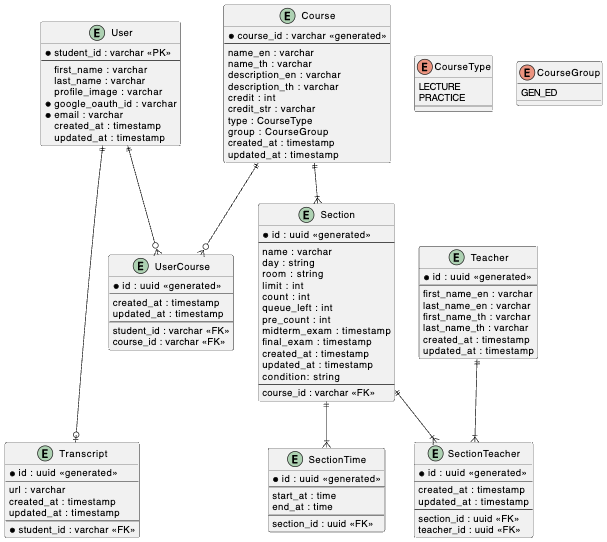 E User
* student_id : varchar «PK»
first_name : varchar
last_name : varchar
profile_image : varchar
* google_oauth_id : varchar
* email : varchar
created_at : timestamp
updated_at : timestamp
E Course
* course_id : varchar «generated»
name_en : varchar
name_th : varchar
description_en : varchar
description_th : varchar
credit : int
credit_str : varchar
type : CourseType
group : CourseGroup
created_at : timestamp
updated_at : timestamp
E CourseType
LECTURE
PRACTICE
E CourseGroup
GEN_ED
E UserCourse
* id : uuid «generated»
created_at : timestamp
updated_at : timestamp
student_id : varchar «FK»
course_id : varchar «FK»
E Section
* id : uuid «generated»
name : varchar
day : string
room : string
limit : int
count : int
queue_left : int
pre_count : int
midterm_exam : timestamp
final_exam : timestamp
created_at : timestamp
updated_at : timestamp
condition: string
course_id : varchar «FK»
E Teacher
* id : uuid «generated»
first_name_en : varchar
last_name_en : varchar
first_name_th : varchar
last_name_th : varchar
created_at : timestamp
updated_at : timestamp
E Transcript
* id : uuid «generated»
url : varchar
created_at : timestamp
updated_at : timestamp
* student_id : varchar «FK»
E SectionTime
* id : uuid «generated»
start_at : time
end_at : time
section_id : uuid «FK»
E SectionTeacher
* id : uuid «generated»
created_at : timestamp
updated_at : timestamp
section_id : uuid «FK»
teacher_id : uuid «FK»